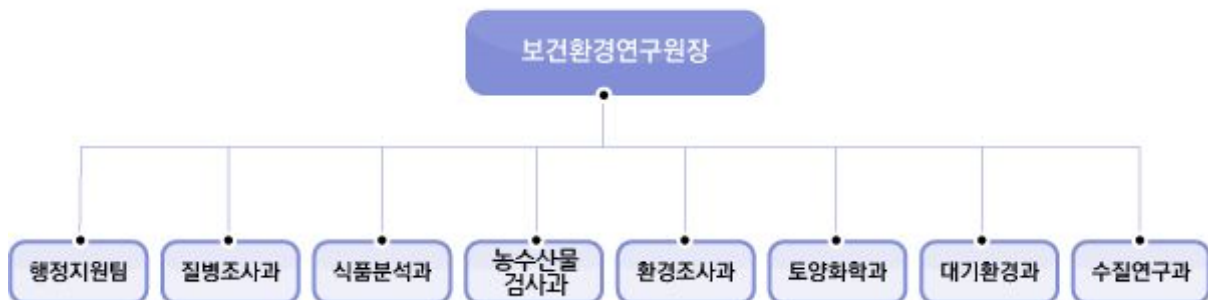 보건환경연구원장
행정지원팀
질병조사과
식품분석과
농수산물
검사과
환경조사과
토양화학과
대기환경과
수질연구과